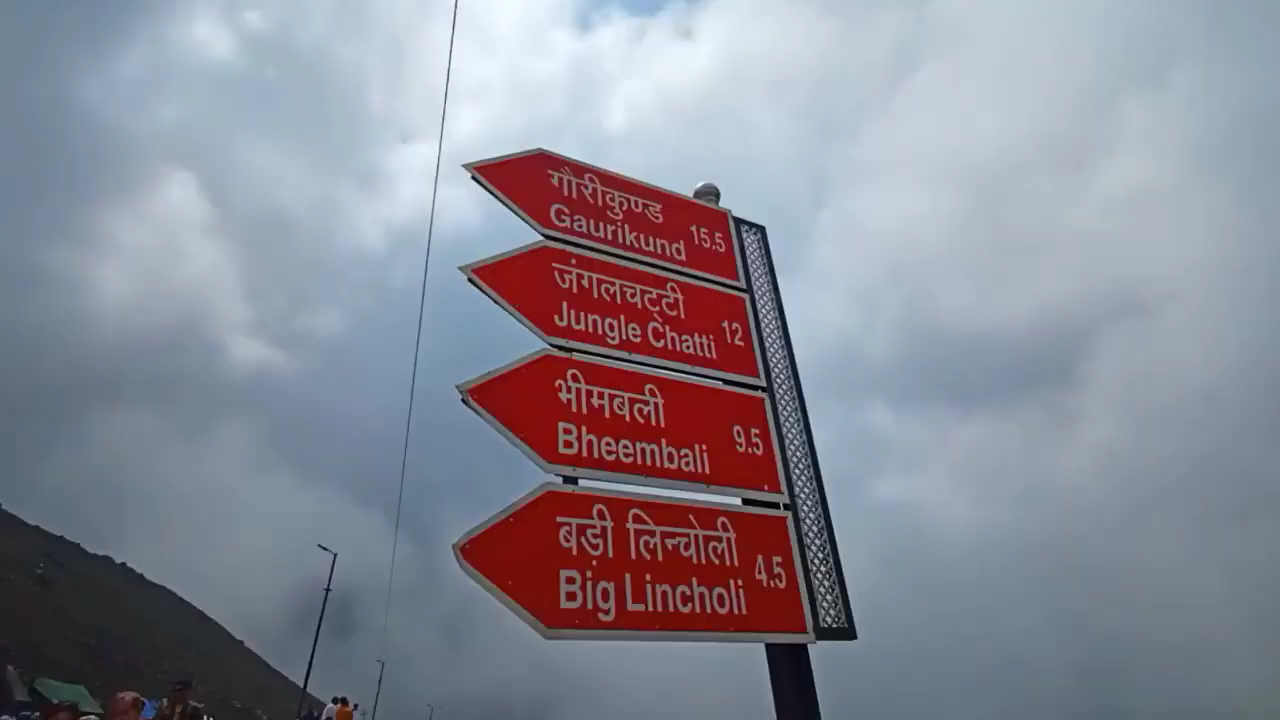 गौरीकुण्ड
Gaurikund 15.5
जंगलचट्टी
Jungle Chatti 12
भीमबली
Bheembali 9.5
बड़ी लिन्चोली
Big Lincholi 4.5